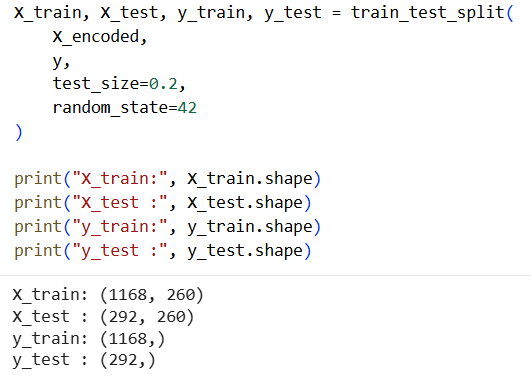 X_train, X_test, y_train, y_test = train_test_split(
    X_encoded,
    y,
    test_size=0.2,
    random_state=42
)
print("X_train:", X_train.shape)
print("X_test :", X_test.shape)
print("y_train:", y_train.shape)
print("y_test :", y_test.shape)
X_train: (1168, 260)
X_test : (292, 260)
y_train: (1168,)
y_test : (292,)